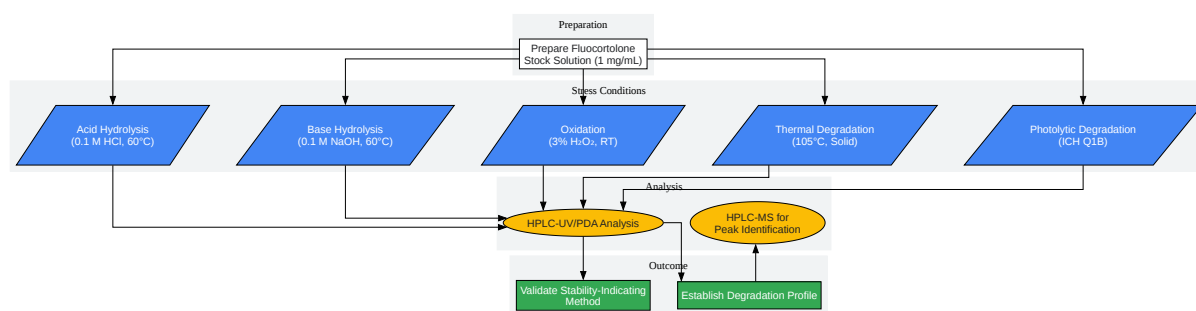 Preparation
Prepare Fluocortolone
Stock Solution (1 mg/mL)
Stress Conditions
Acid Hydrolysis
(0.1 M HCl, 60°C)
Base Hydrolysis
(0.1 M NaOH, 60°C)
Oxidation
(3% H₂O₂, RT)
Thermal Degradation
(105°C, Solid)
Photolytic Degradation
(ICH Q1B)
Analysis
HPLC-UV/PDA Analysis
HPLC-MS for
Peak Identification
Outcome
Validate Stability-Indicating
Method
Establish Degradation Profile